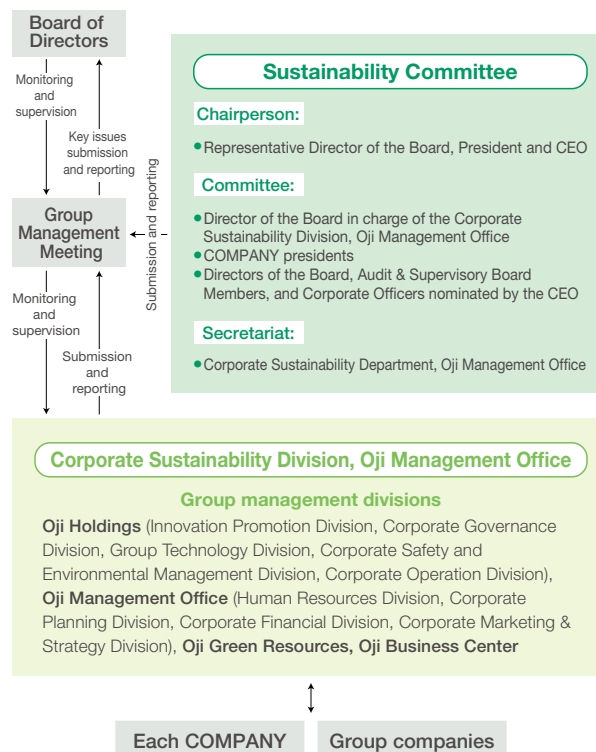 Board of
Directors
Monitoring
and
supervision
Key issues
submission
and reporting
Group
Management
Meeting
Submission and reporting
Monitoring
and
supervision
Submission
and
reporting
Sustainability Committee
Chairperson:
●Representative Director of the Board, President and CEO
Committee:
●Director of the Board in charge of the Corporate
Sustainability Division, Oji Management Office
●COMPANY presidents
●Directors of the Board, Audit & Supervisory Board
Members, and Corporate Officers nominated by the CEO
Secretariat:
●Corporate Sustainability Department, Oji Management Office
Corporate Sustainability Division, Oji Management Office
Group management divisions
Oji Holdings (Innovation Promotion Division, Corporate Governance
Division, Group Technology Division, Corporate Safety and
Environmental Management Division, Corporate Operation Division),
Oji Management Office (Human Resources Division, Corporate
Planning Division, Corporate Financial Division, Corporate Marketing &
Strategy Division), Oji Green Resources, Oji Business Center
Each COMPANY
Group companies